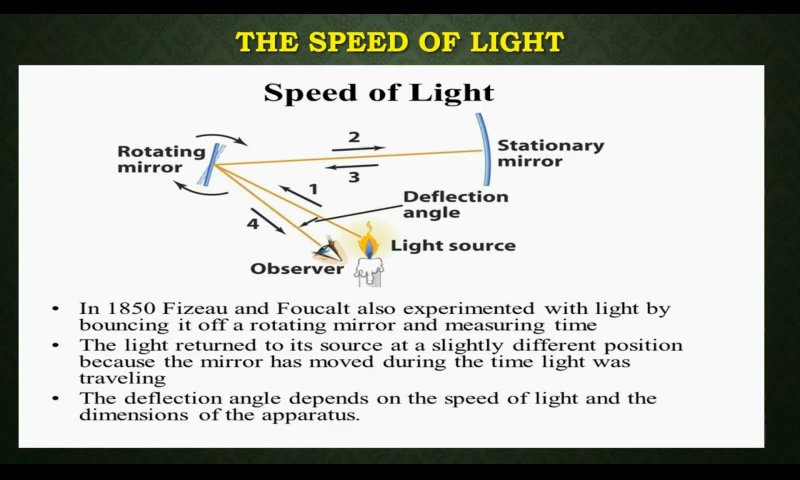 THE SPEED OF LIGHT
Speed of Light
Rotating
mirror
2
3
Stationary
mirror
1
Deflection
angle
4
Light source
Observer
• In 1850 Fizeau and Foucalt also experimented with light by
bouncing it off a rotating mirror and measuring time
• The light returned to its source at a slightly different position
because the mirror has moved during the time light was
traveling
• The deflection angle depends on the speed of light and the
dimensions of the apparatus.